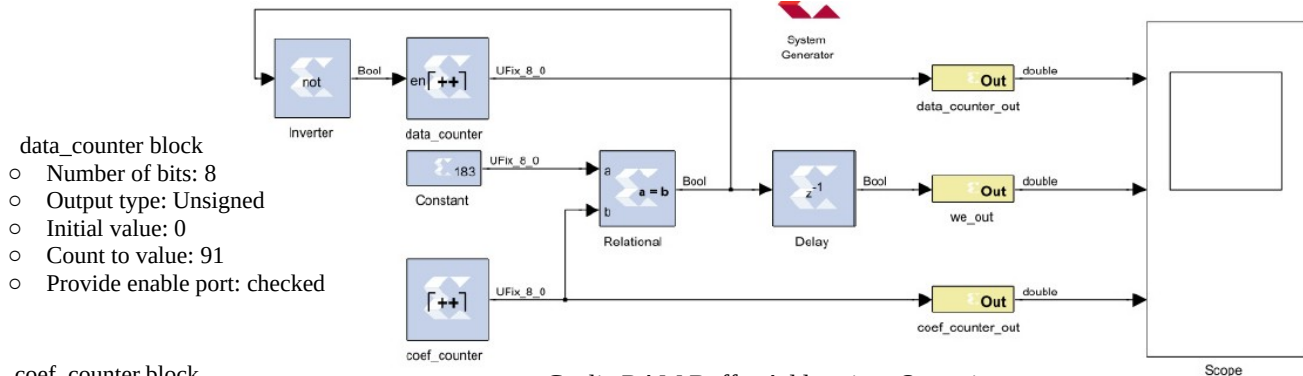 System
Generator
not
Bool
en
++
UFix_8_0
Out
double
Inverter
data_counter
data_counter_out
data_counter block
○ Number of bits: 8
○ Output type: Unsigned
○ Initial value: 0
○ Count to value: 91
○ Provide enable port: checked
183
UFix_8_0
Constant
a
b
a = b
Bool
Relational
z-1
Bool
Delay
Out
double
we_out
++
UFix_8_0
coef_counter
Out
double
coef_counter_out
Scope
coef_counter block